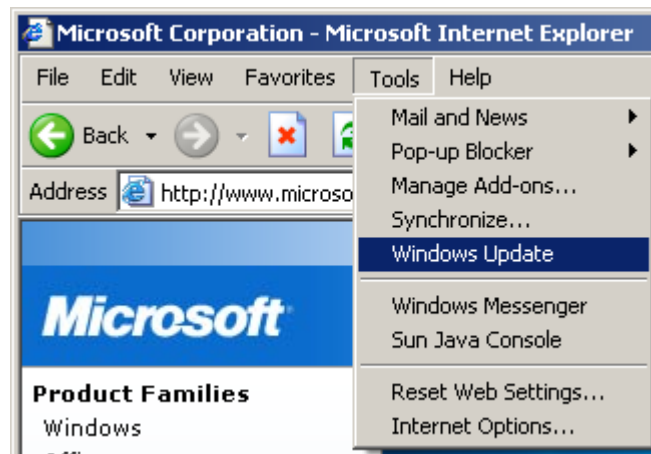 Microsoft Corporation - Microsoft Internet Explorer
File Edit View Favorites Tools Help
Back
Address http://www.microso
Mail and News
Pop-up Blocker
Manage Add-ons...
Synchronize...
Windows Update
Windows Messenger
Sun Java Console
Reset Web Settings...
Internet Options...
Microsoft
Product Families
Windows